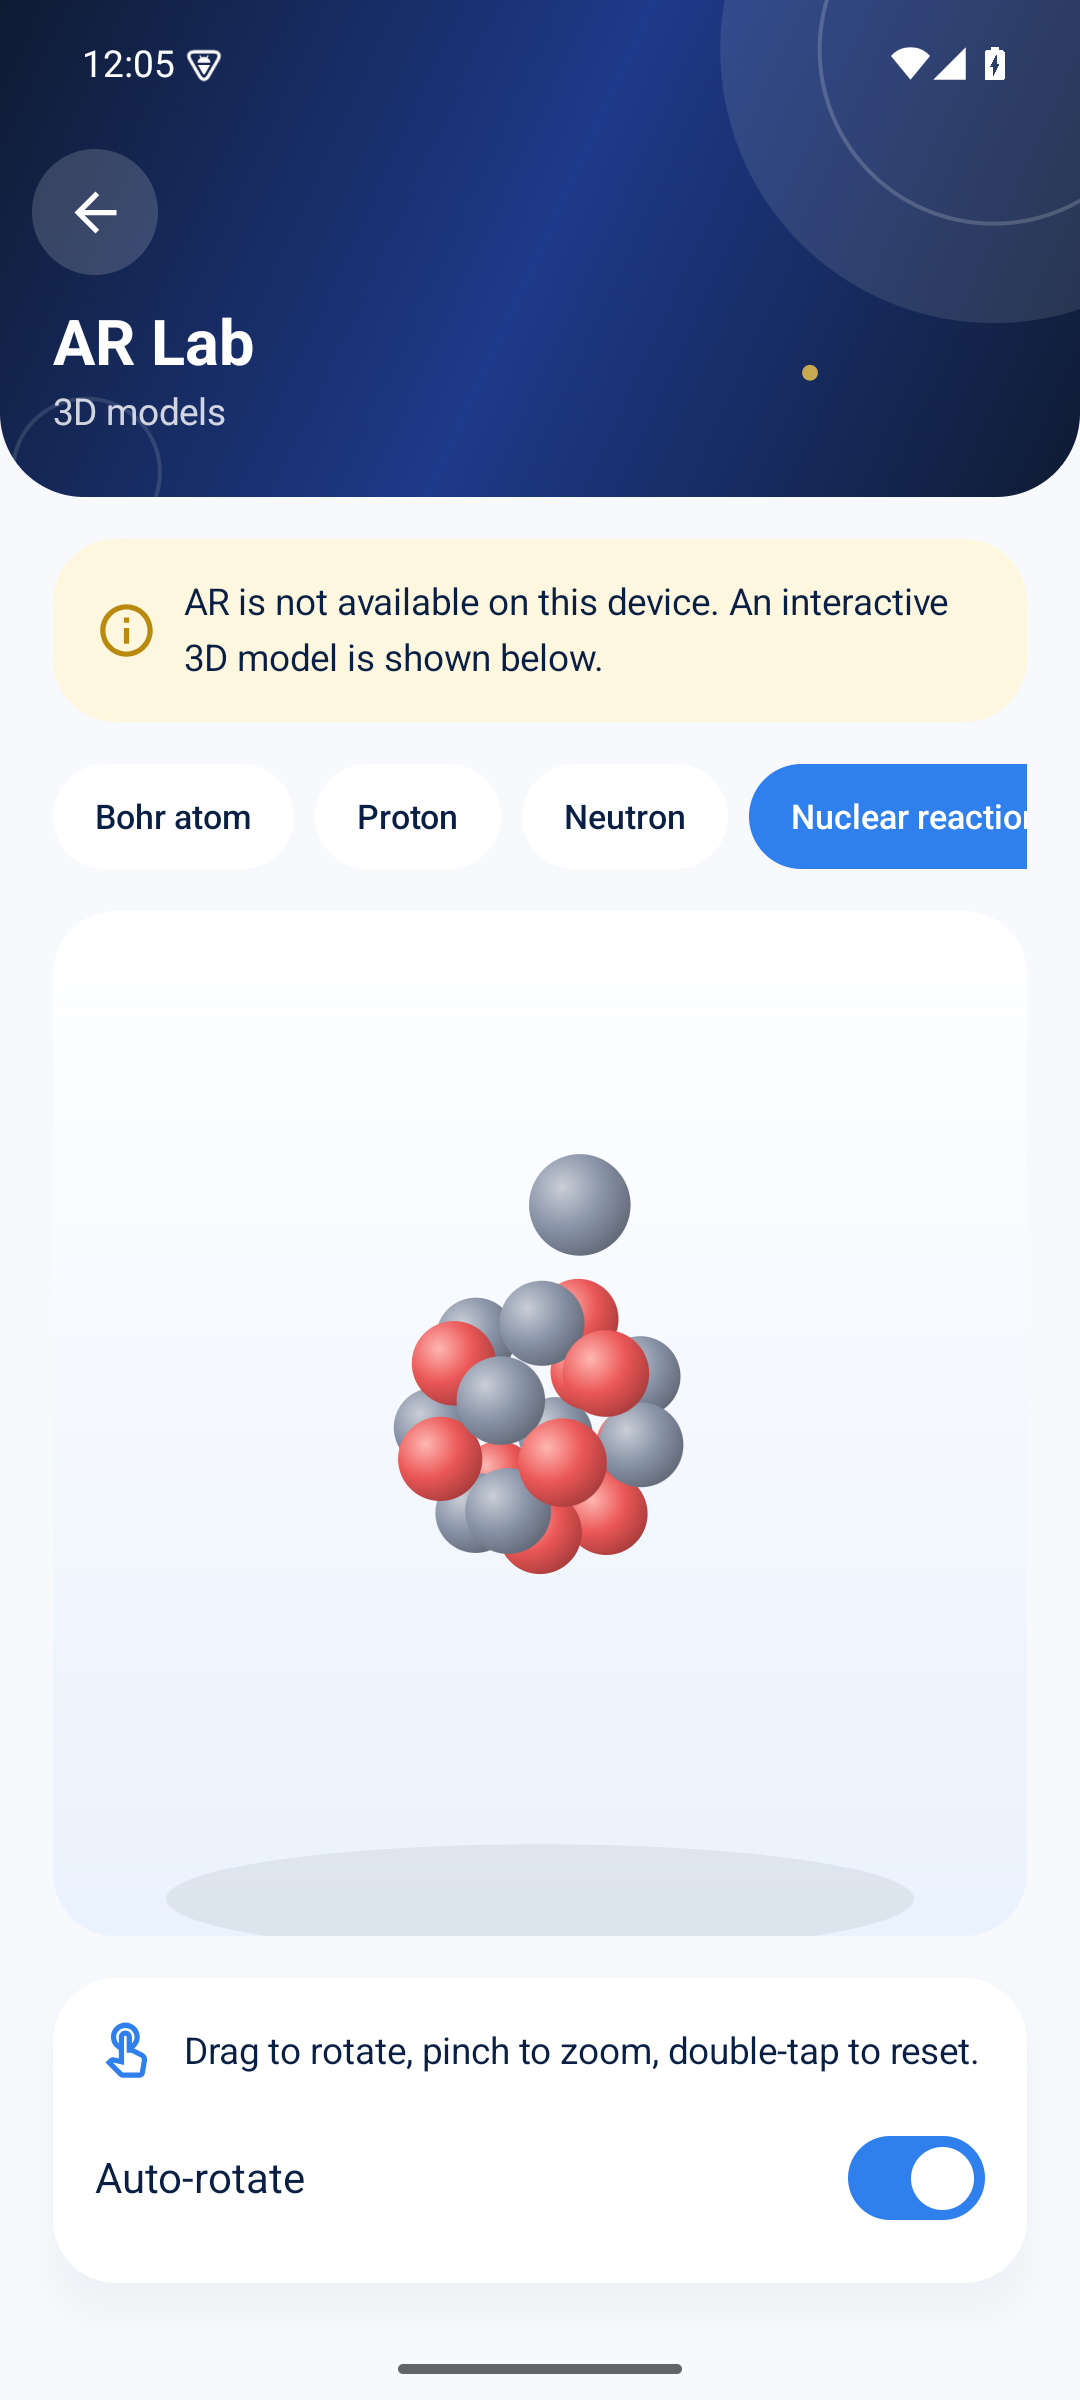 12:05
AR Lab
3D models
AR is not available on this device. An interactive
3D model is shown below.
Bohr atom
Proton
Neutron
Nuclear reaction
Drag to rotate, pinch to zoom, double-tap to reset.
Auto-rotate